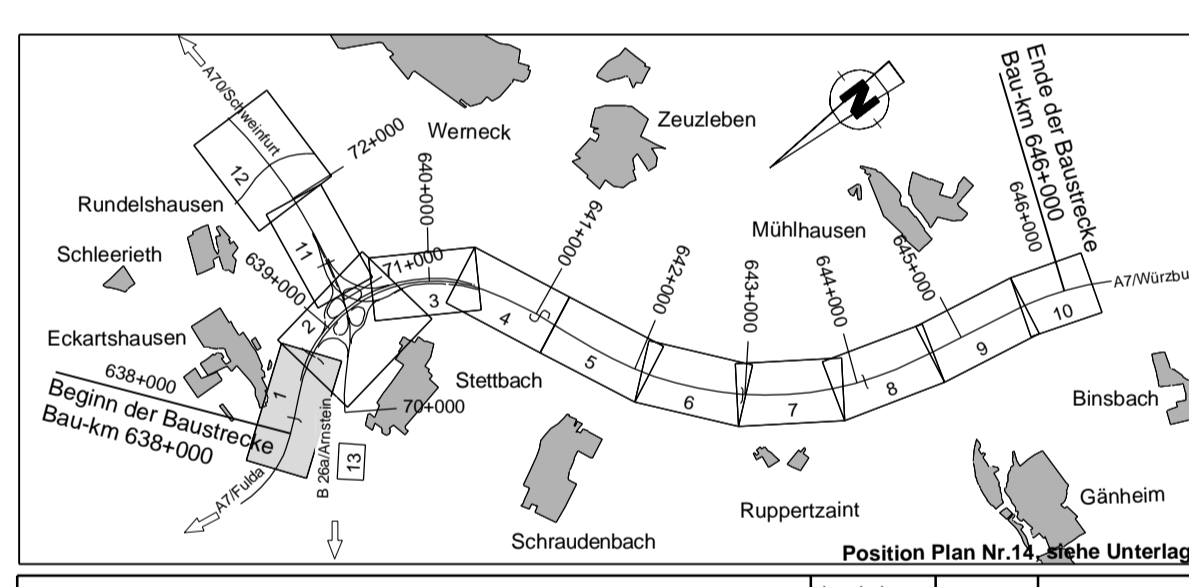 A70/Schweinfurt
12
72+000
Werneck
Zeuzleben
N
Ende der Baustrecke
Bau-km 646+000
646+000
Rundelshausen
Schleerieth
639+000
11
71+000
640+000
641+000
642+000
643+000
644+000
645+000
Mühlhausen
A7/Würzbu
Eckartshausen
638+000
Beginn der Baustrecke
Bau-km 638+000
1
2
3
4
5
6
7
8
9
10
Stettbach
70+000
B 26a/Arnstein
13
A7/Fulda
Binsbach
Schraudenbach
Ruppertzaint
Gänheim
Position Plan Nr.14, siehe Unterlag